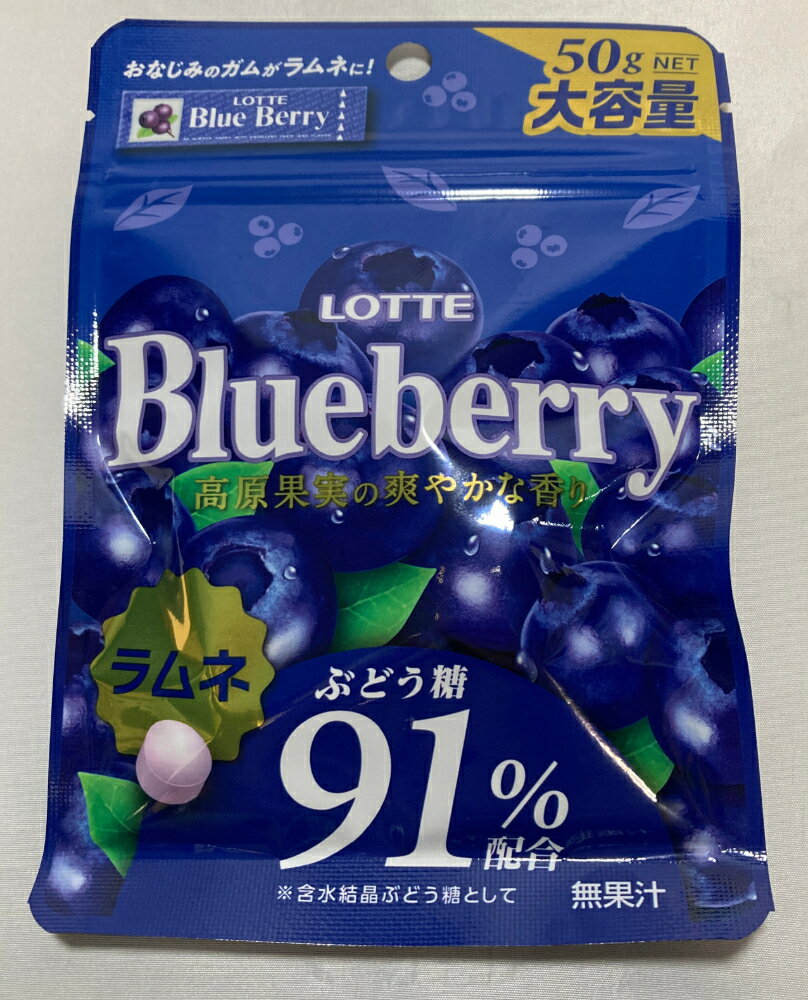 おなじみのガムがラムネに!
LOTTE
Blue Berry
50g NET
大容量
LOTTE
Blueberry
高原果実の爽やかな香り
ラムネ
ぶどう糖
91%
配合
※含水結晶ぶどう糖として
無果汁